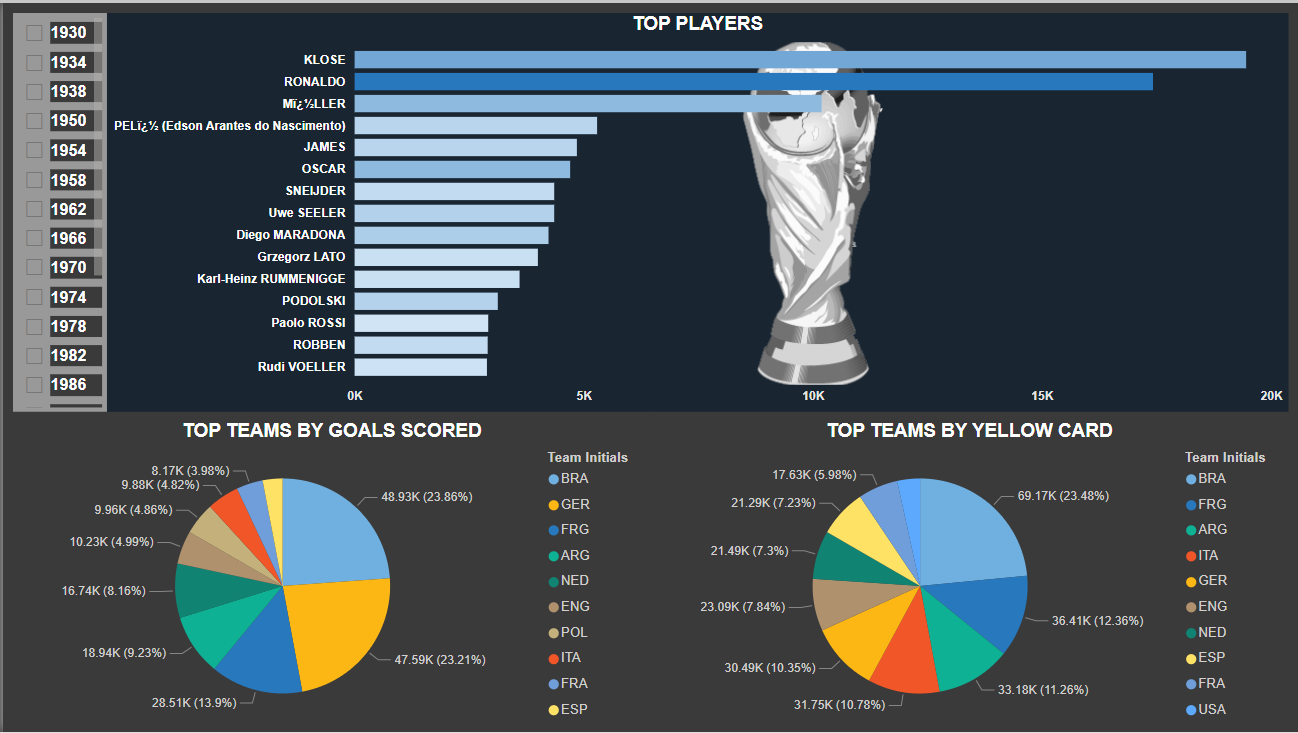 1930
1934
1938
1950
1954
1958
1962
1966
1970
1974
1978
1982
1986
TOP PLAYERS
KLOSE
RONALDO
Mï¿½LLER
PELï¿½ (Edson Arantes do Nascimento)
JAMES
OSCAR
SNEIJDER
Uwe SEELER
Diego MARADONA
Grzegorz LATO
Karl-Heinz RUMMENIGGE
PODOLSKI
Paolo ROSSI
ROBBEN
Rudi VOELLER
0K 5K 10K 15K 20K
TOP TEAMS BY GOALS SCORED
48.93K (23.86%)
47.59K (23.21%)
28.51K (13.9%)
18.94K (9.23%)
16.74K (8.16%)
10.23K (4.99%)
9.96K (4.86%)
9.88K (4.82%)
8.17K (3.98%)
Team Initials
BRA
GER
FRG
ARG
NED
ENG
POL
ITA
FRA
ESP
TOP TEAMS BY YELLOW CARD
69.17K (23.48%)
36.41K (12.36%)
33.18K (11.26%)
31.75K (10.78%)
30.49K (10.35%)
23.09K (7.84%)
21.49K (7.3%)
21.29K (7.23%)
17.63K (5.98%)
Team Initials
BRA
FRG
ARG
ITA
GER
ENG
NED
ESP
FRA
USA